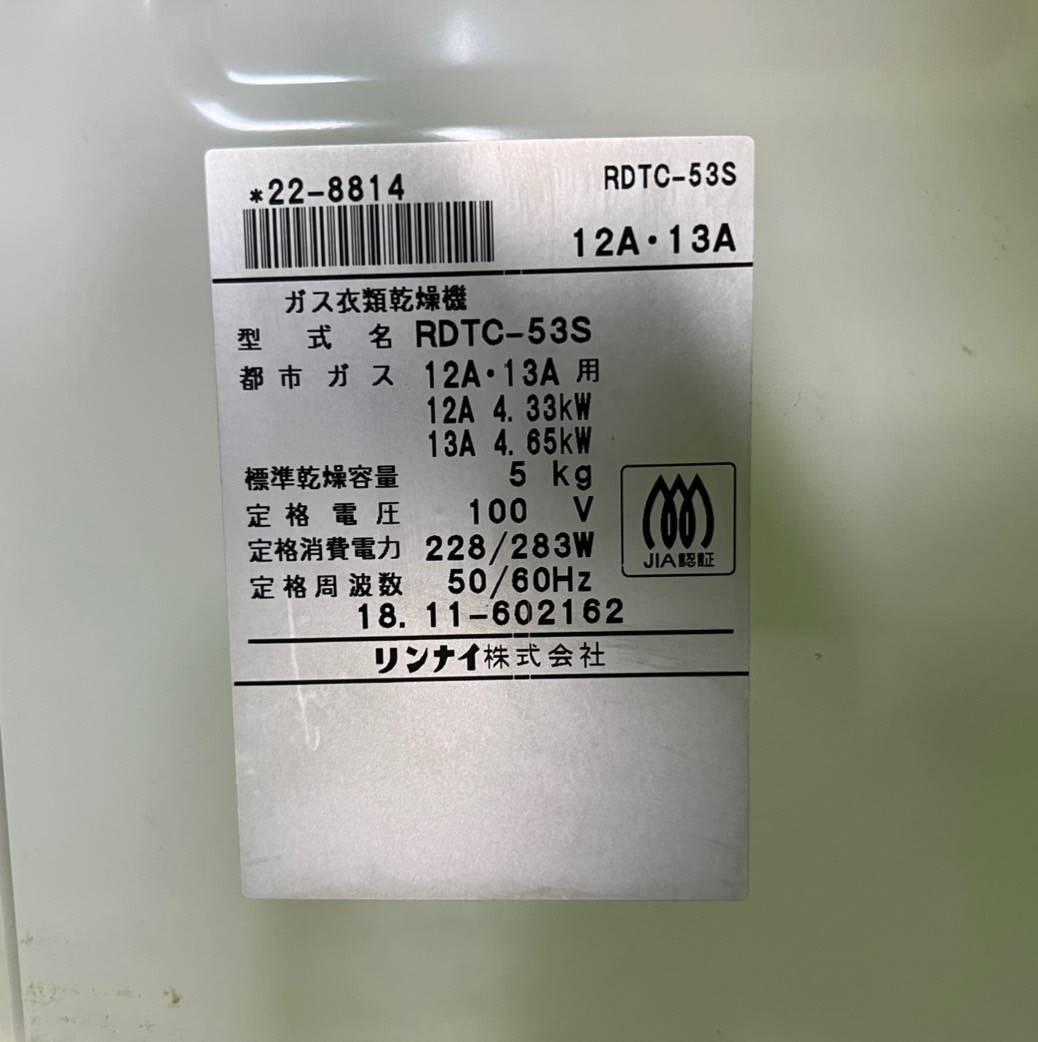 *22-8814
RDTC-53S
12A・13A
ガス衣類乾燥機
型式名 RDTC-53S
都市ガス 12A・13A用
12A 4.33kW
13A 4.65kW
標準乾燥容量 5 kg
定格電圧 100 V
定格消費電力 228/283W
定格周波数 50/60Hz
JIA認証
18.11-602162
リンナイ株式会社